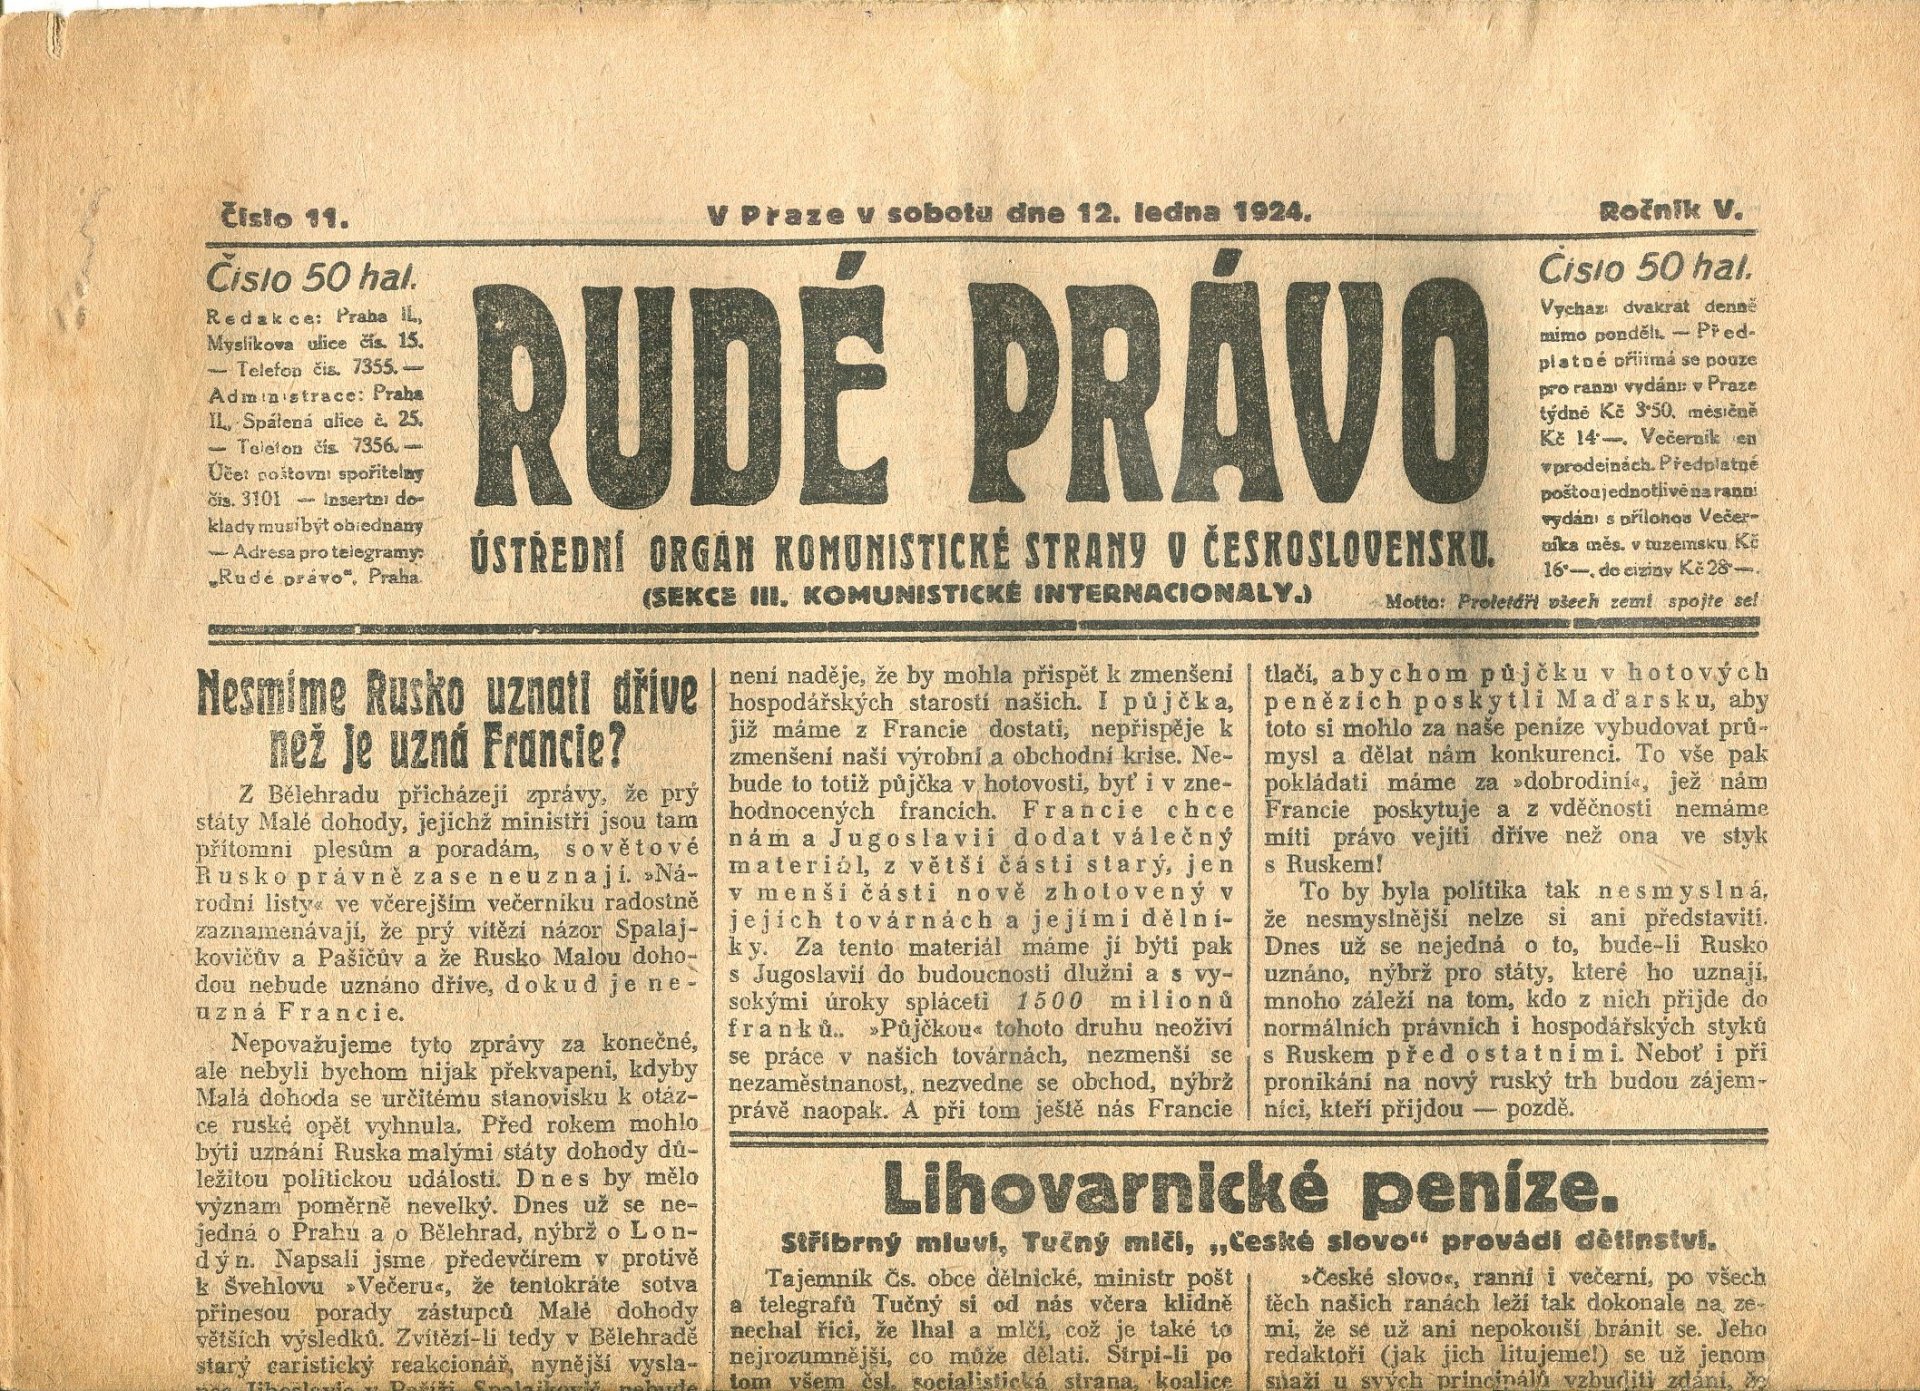 Číslo 11.
V Praze v sobotu dne 12. ledna 1924.
Ročník V.
Číslo 50 hal.
Redakce: Praha II.,
Myslíkova ulice čís. 15.
— Telefon čís. 7355. —
Administrace: Praha
II., Spálená ulice č. 25.
— Telefon čís. 7356. —
Účet poštovní spořitelny
čís. 3101 — Insertní do-
klady musí být objednány
— Adresa pro telegramy:
„Rudé právo“, Praha.
RUDÉ PRÁVO
ÚSTŘEDNÍ ORGÁN KOMUNISTICKÉ STRANY V ČESKOSLOVENSKU.
(SEKCE III. KOMUNISTICKÉ INTERNACIONALY.)
Číslo 50 hal.
Vychází dvakrát denně
mimo pondělí. — Před-
platné přijímá se pouze
pro ranní vydání: v Praze
týdně Kč 3·50, měsíčně
Kč 14·—. Večerník en
v prodejnách. Předplatné
poštou jednotlivě na ranní
vydání s přílohou Večer-
níka měs. v tuzemsku Kč
16·—, do ciziny Kč 28·—.
Motto: Proletáři všech zemí spojte se!
Nesmíme Rusko uznati dříve
než je uzná Francie?
Z Bělehradu přicházejí zprávy, že prý
státy Malé dohody, jejichž ministři jsou tam
přítomni plesům a poradám, sovětové
Rusko právně zase neuznají. »Ná-
rodní listy« ve včerejším večerníku radostně
zaznamenávají, že prý vítězí názor Spalaj-
kovičův a Pašičův a že Rusko Malou doho-
dou nebude uznáno dříve, dokud je ne-
uzná Francie.
Nepovažujeme tyto zprávy za konečné,
ale nebyli bychom nijak překvapeni, kdyby
Malá dohoda se určitému stanovisku k otáz-
ce ruské opět vyhnula. Před rokem mohlo
býti uznání Ruska malými státy dohody dů-
ležitou politickou událostí. Dnes by mělo
význam poměrně nevelký. Dnes už se ne-
jedná o Prahu a o Bělehrad, nýbrž o Lon-
dýn. Napsali jsme předevčírem v protivě
k Švehlovu »Večeru«, že tentokráte sotva
přinesou porady zástupců Malé dohody
větších výsledků. Zvítězí-li tedy v Bělehradě
starý caristický reakcionář, nynější vysla-
nec Jihoslavie v Paříži Spalajkovič, nebude
není naděje, že by mohla přispět k zmenšení
hospodářských starostí našich. I půjčka,
již máme z Francie dostati, nepřispěje k
zmenšení naší výrobní a obchodní krise. Ne-
bude to totiž půjčka v hotovosti, byť i v zne-
hodnocených francích. Francie chce
nám a Jugoslavii dodat válečný
materiál, z větší části starý, jen
v menší části nově zhotovený v
jejích továrnách a jejími dělní-
ky. Za tento materiál máme jí býti pak
s Jugoslavií do budoucnosti dlužni a s vy-
sokými úroky spláceti 1500 milionů
franků.. »Půjčkou« tohoto druhu neoživí
se práce v našich továrnách, nezmenší se
nezaměstnanost,. nezvedne se obchod, nýbrž
právě naopak. A při tom ještě nás Francie
tlačí, abychom půjčku v hotových
penězích poskytli Maďarsku, aby
toto si mohlo za naše peníze vybudovat prů-
mysl a dělat nám konkurenci. To vše pak
pokládati máme za »dobrodiní«, jež nám
Francie poskytuje a z vděčnosti nemáme
míti právo vejíti dříve než ona ve styk
s Ruskem!
To by byla politika tak nesmyslná,
že nesmyslnější nelze si ani představiti.
Dnes už se nejedná o to, bude-li Rusko
uznáno, nýbrž pro státy, které ho uznají,
mnoho záleží na tom, kdo z nich přijde do
normálních právních i hospodářských styků
s Ruskem před ostatními. Neboť i při
pronikání na nový ruský trh budou zájem-
níci, kteří přijdou — pozdě.
Lihovarnické peníze.
Stříbrný mluví, Tučný mlčí, „České slovo“ provádí dětinství.
Tajemník čs. obce dělnické, ministr pošt
a telegrafů Tučný si od nás včera klidně
nechal říci, že lhal a mlčí, což je také to
nejrozumnější, co může dělati. Strpí-li po
tom všem čsl. socialistická strana, koalice
»České slovo«, ranní i večerní, po všech
těch našich ranách leží tak dokonale na ze-
mi, že se už ani nepokouší bránit se. Jeho
redaktoři (jak jich litujeme!) se už jenom
snaží u svých principálů vzbuditi zdání, že